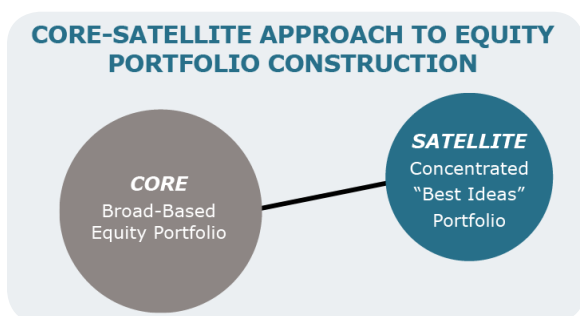 CORE-SATELLITE APPROACH TO EQUITY
PORTFOLIO CONSTRUCTION
CORE
Broad-Based
Equity Portfolio
SATELLITE
Concentrated
“Best Ideas”
Portfolio